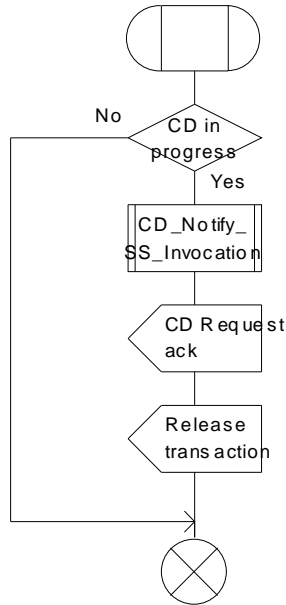 No
CD in
progress
Yes
CD_Notify_
SS_Invocation
CD Request
ack
Release
transaction